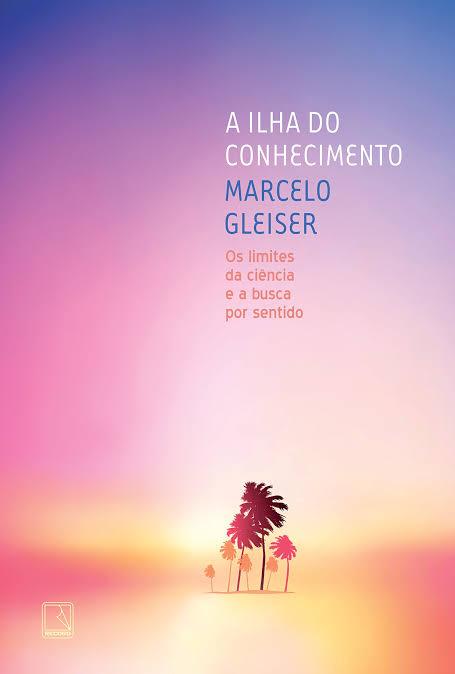 A ILHA DO
CONHECIMENTO
MARCELO
GLEISER
Os limites
da ciência
e a busca
por sentido
RECORD